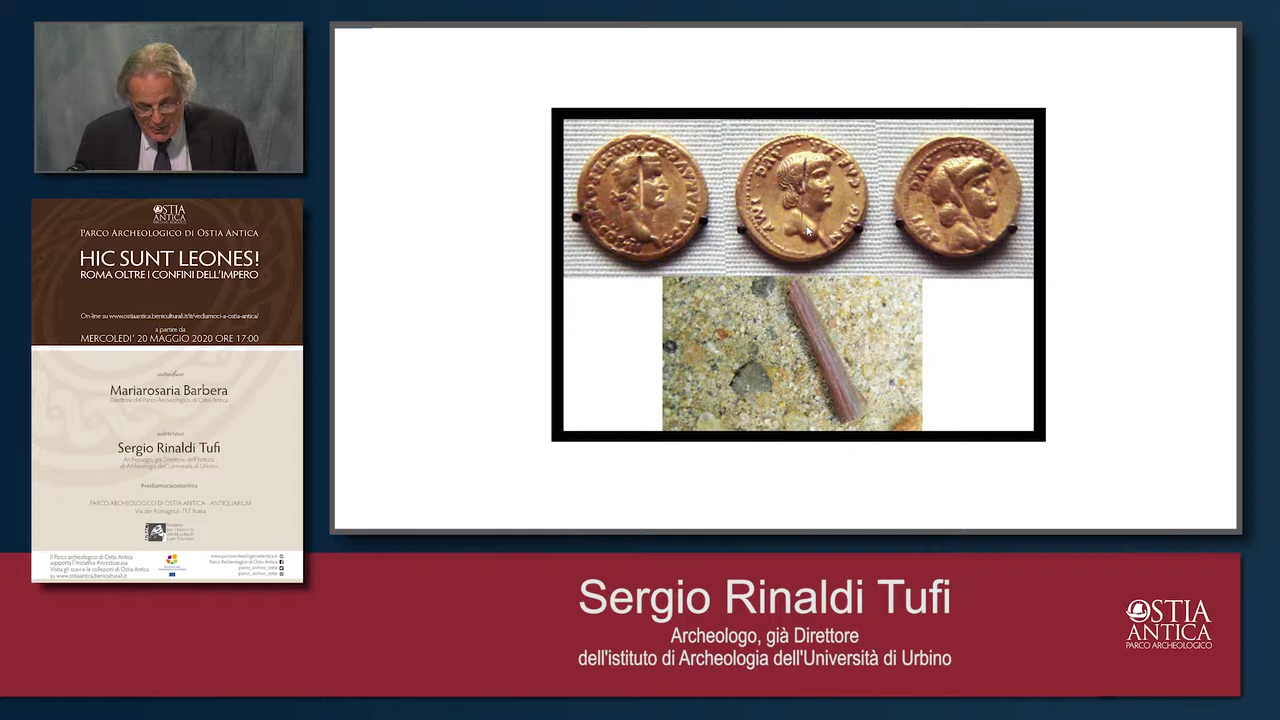 OSTIA
ANTICA
PARCO ARCHEOLOGICO DI OSTIA ANTICA
HIC SUNT LEONES!
ROMA OLTRE I CONFINI DELL'IMPERO
On-line su www.ostiaantica.beniculturali.it/it/vediamoci-a-ostia-antica/
a partire da
MERCOLEDI' 20 MAGGIO 2020 ORE 17:00
introduce
Mariarosaria Barbera
Direttore del Parco Archeologico di Ostia Antica
interviene
Sergio Rinaldi Tufi
Archeologo, già Direttore dell'Istituto
di Archeologia dell'Università di Urbino
#vediamociaostiantica
PARCO ARCHEOLOGICO DI OSTIA ANTICA - ANTIQUARIUM
Via dei Romagnoli 717 Roma
Il Parco archeologico di Ostia Antica
supporta l'iniziativa #iorestoacasa
Visita gli scavi e le collezioni di Ostia Antica
su www.ostiaantica.beniculturali.it
www.parcoarcheologicostiantica.it
Parco Archeologico di Ostia Antica
parco_archeo_ostia
parco_archeo_ostia
Sergio Rinaldi Tufi
Archeologo, già Direttore
dell'istituto di Archeologia dell'Università di Urbino
OSTIA
ANTICA
PARCO ARCHEOLOGICO